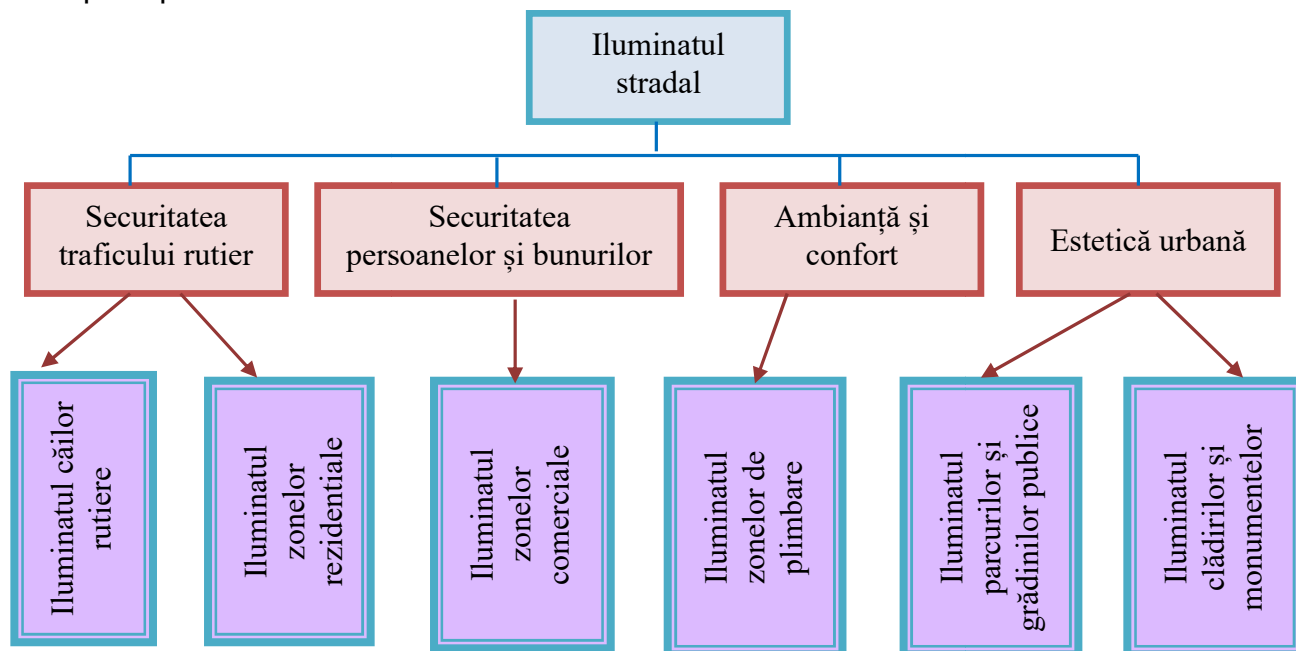 Iluminatul
stradal
Securitatea
traficului rutier
Securitatea
persoanelor și bunurilor
Ambianță și
confort
Estetică urbană
Iluminatul căilor
rutiere
Iluminatul
zonelor
rezidentiale
Iluminatul
zonelor
comerciale
Iluminatul
zonelor de
plimbare
Iluminatul
parcurilor și
grădinilor publice
Iluminatul
clădirilor și
monumentelor